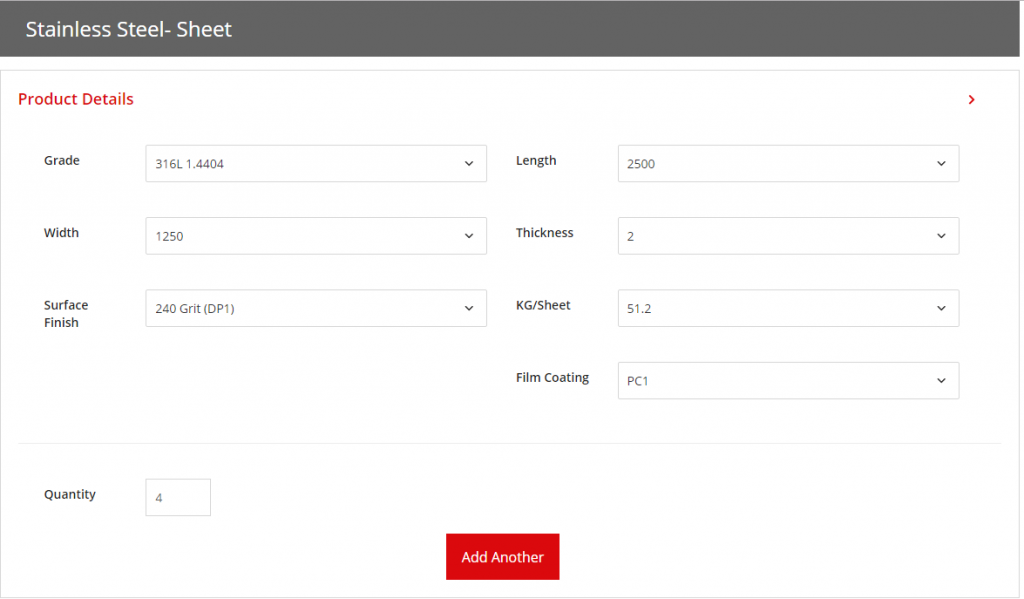 Stainless Steel- Sheet
Product Details
Grade
316L 1.4404
Length
2500
Width
1250
Thickness
2
Surface
Finish
240 Grit (DP1)
KG/Sheet
51.2
Film Coating
PC1
Quantity
4
Add Another